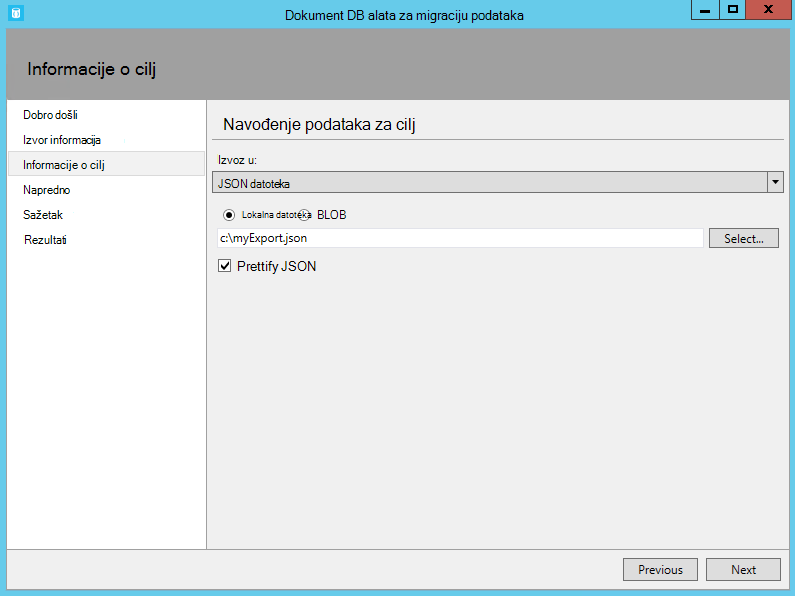 Dokument DB alata za migraciju podataka
Informacije o cilj
Dobro došli
Izvor informacija
Informacije o cilj
Napredno
Sažetak
Rezultati
Navođenje podataka za cilj
Izvoz u:
JSON datoteka
Lokalna datoteka BLOB
c:\myExport.json
Select...
Prettify JSON
Previous Next